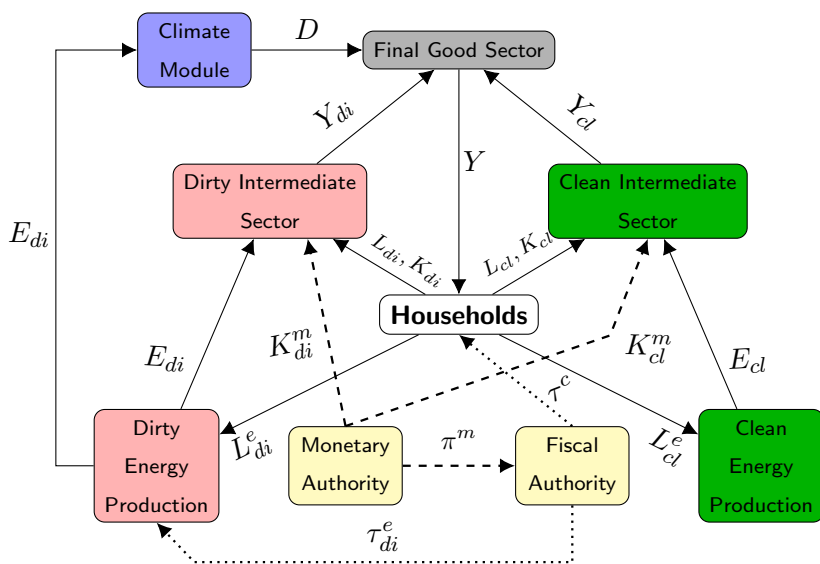 Climate
Module
D
Final Good Sector
Y_{di}
Y_{cl}
Y
Dirty Intermediate
Sector
Clean Intermediate
Sector
E_{di}
L_{di}, K_{di}
L_{cl}, K_{cl}
Households
K^m_{di}
K^m_{cl}
E_{di}
E_{cl}
τ^c
L^e_{di}
L^e_{cl}
Dirty
Energy
Production
Monetary
Authority
π^m
Fiscal
Authority
Clean
Energy
Production
τ^e_{di}